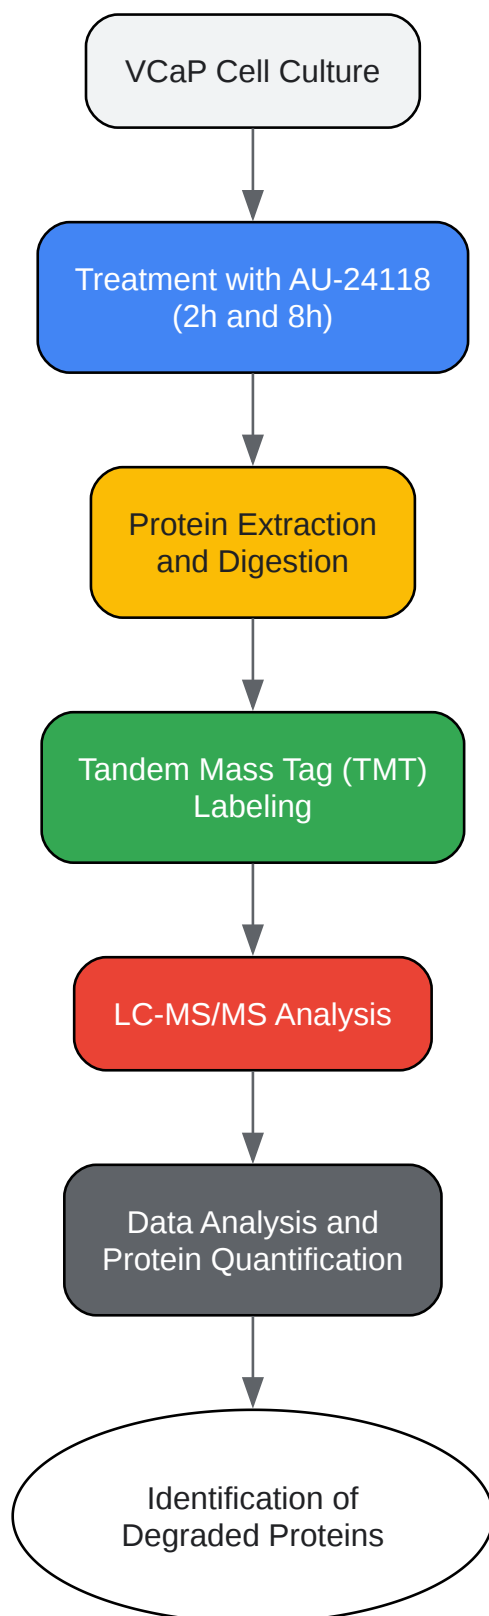 VCaP Cell Culture
Treatment with AU-24118
(2h and 8h)
Protein Extraction
and Digestion
Tandem Mass Tag (TMT)
Labeling
LC-MS/MS Analysis
Data Analysis and
Protein Quantification
Identification of
Degraded Proteins